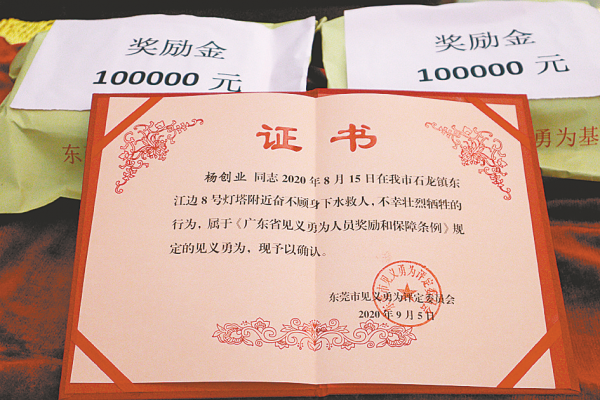 奖励金
100000 元
奖励金
100000 元
东
勇为基
证书
杨创业 同志 2020 年 8 月 15 日在我市石龙镇东
江边 8 号灯塔附近奋不顾身下水救人，不幸壮烈牺牲的
行为，属于《广东省见义勇为人员奖励和保障条例》规
定的见义勇为，现予以确认。
东莞市见义勇为评定委员会
2020 年 9 月 5 日